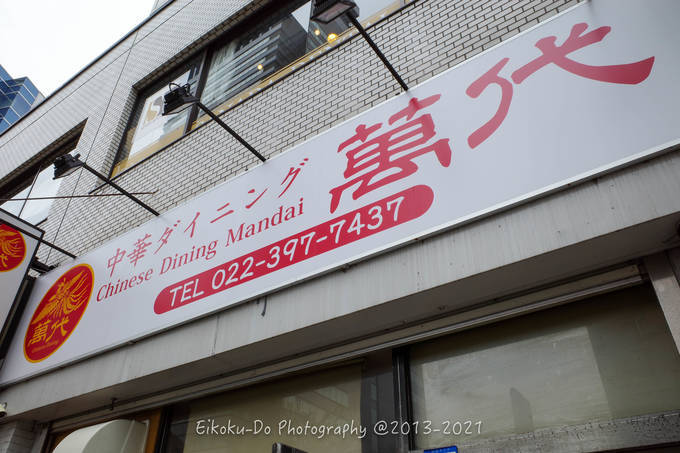 中華ダイニング
萬代
Chinese Dining Mandai
TEL 022-397-7437
萬代
Eikoku-Do Photography @2013-2021